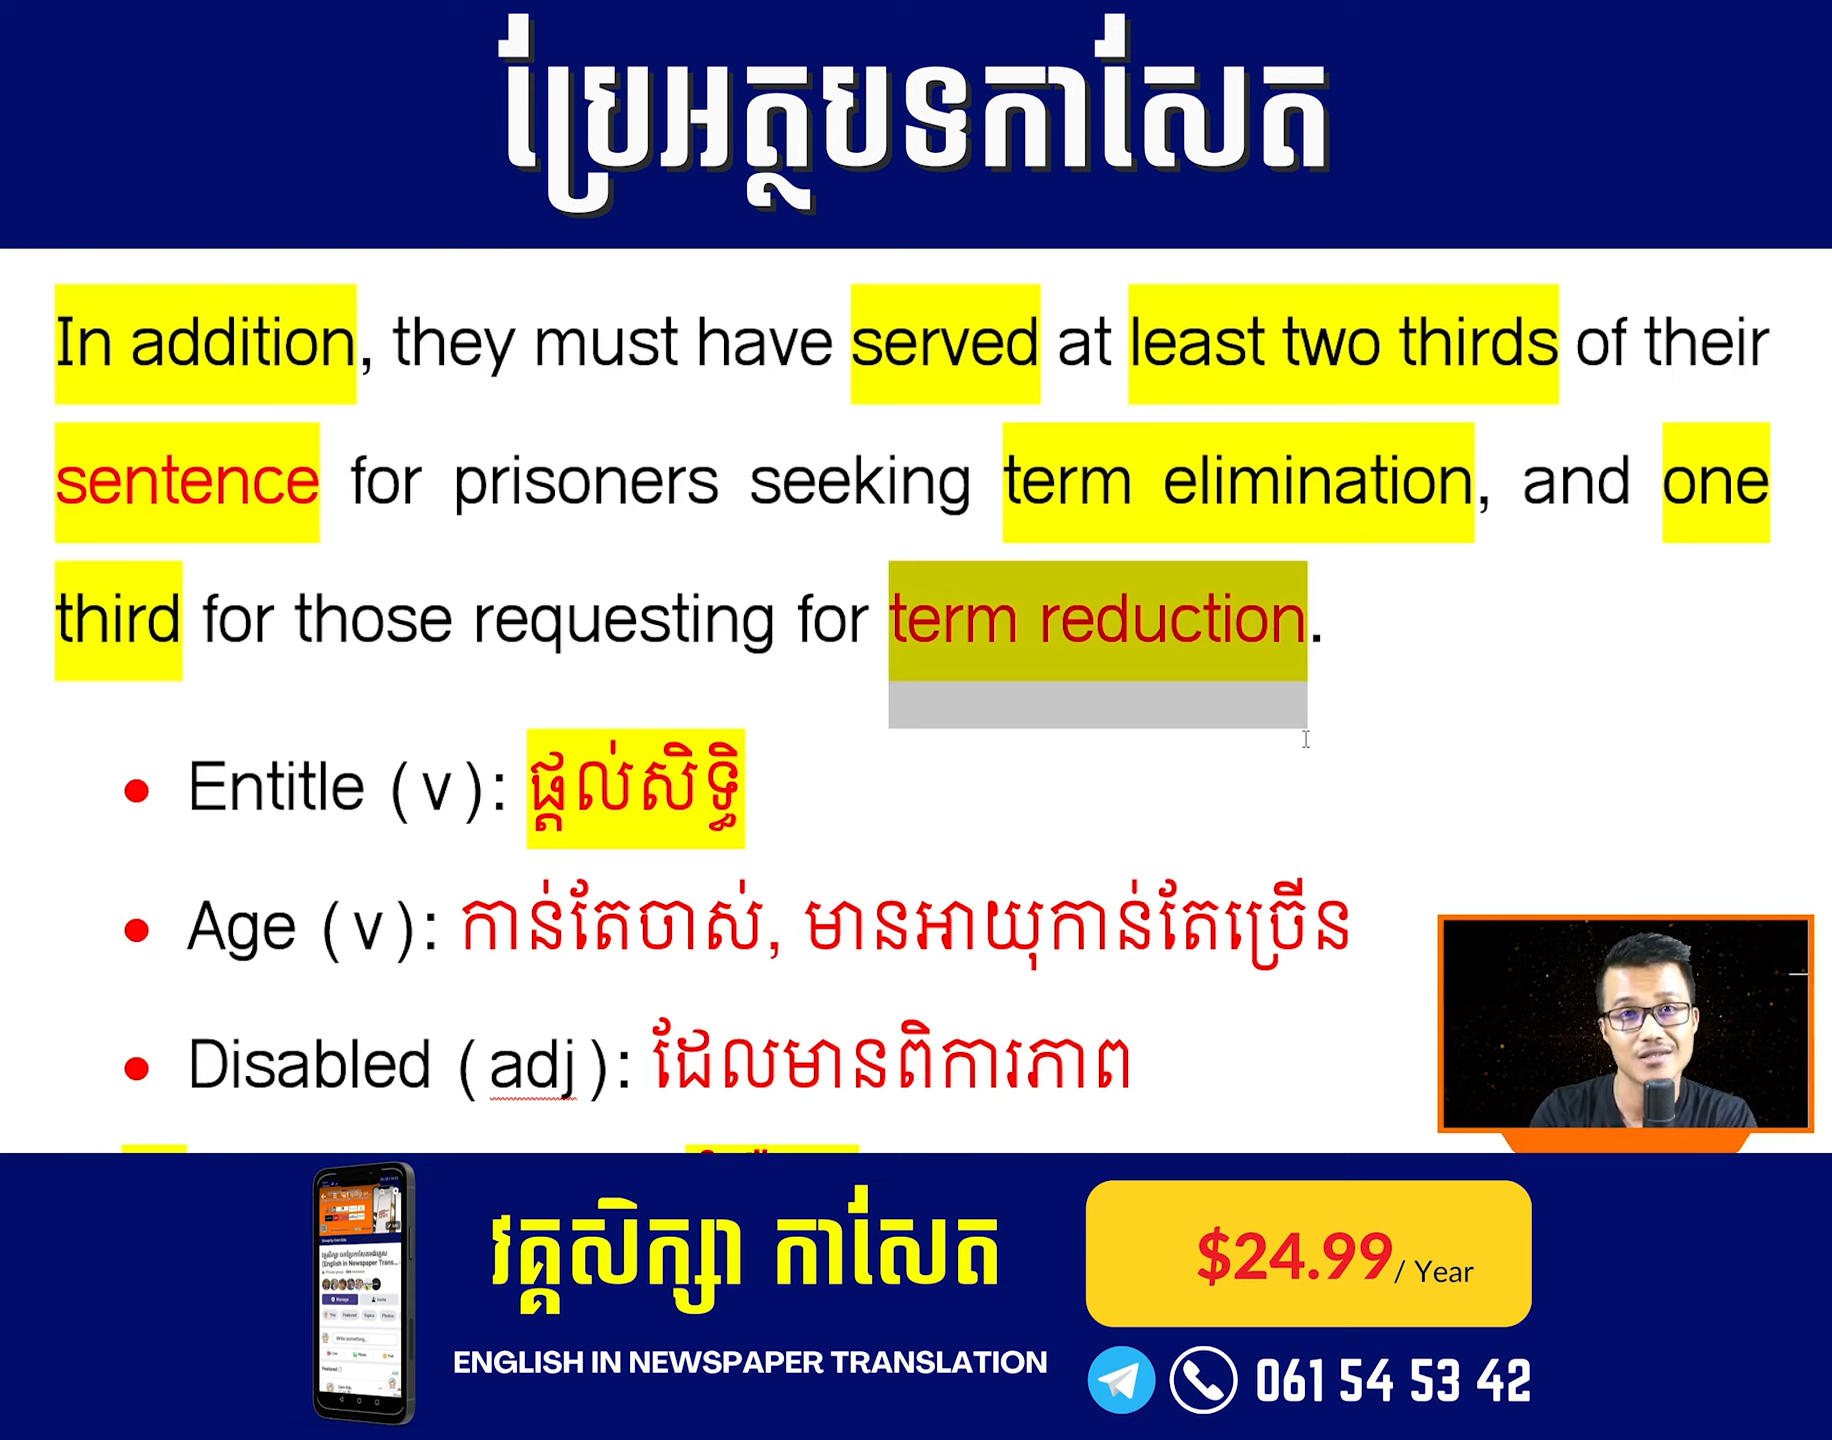 ប្រែអត្ថបទកាសែត
In addition, they must have served at least two thirds of their
sentence for prisoners seeking term elimination, and one
third for those requesting for term reduction.
• Entitle (v): ផ្តល់សិទ្ធិ
• Age (v): កាន់តែចាស់, មានអាយុកាន់តែច្រើន
• Disabled (adj): ដែលមានពិការភាព
វគ្គសិក្សា កាសែត
ENGLISH IN NEWSPAPER TRANSLATION
$24.99/ Year
061 54 53 42